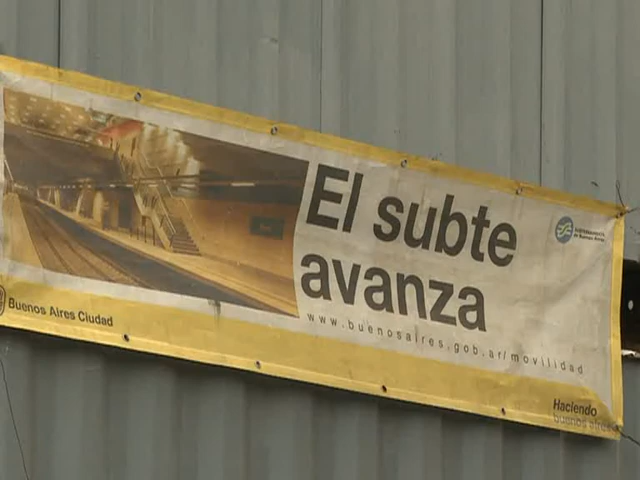 El subte
avanza
www.buenosaires.gob.ar/movilidad
Buenos Aires Ciudad
Haciendo
buenos aires